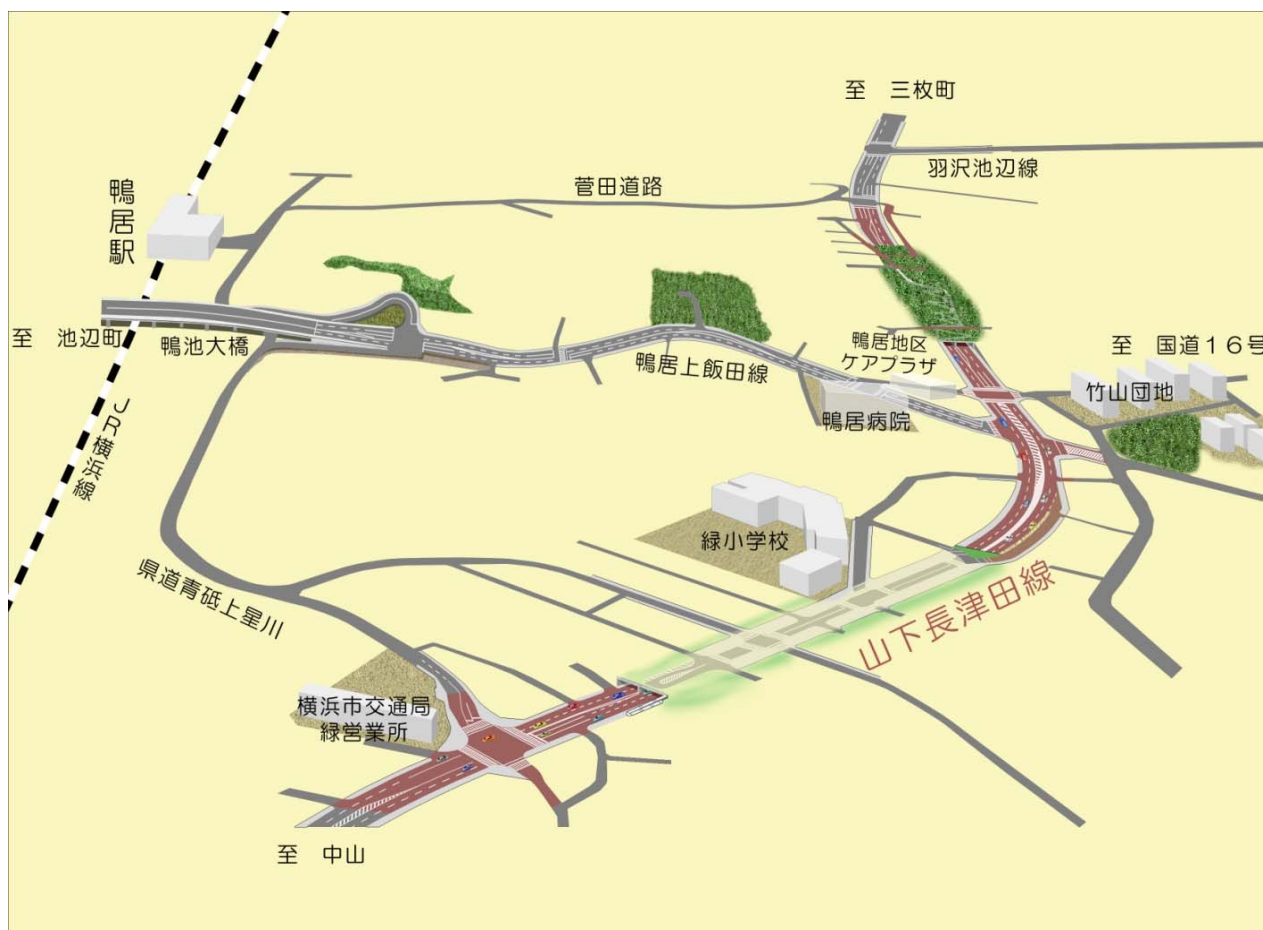 至　三枚町
羽沢池辺線
菅田道路
鴨居駅
至　池辺町
鴨池大橋
鴨居上飯田線
鴨居地区
ケアプラザ
至　国道１６号
竹山団地
鴨居病院
ＪＲ横浜線
緑小学校
県道青砥上星川
山下長津田線
横浜市交通局
緑営業所
至　中山